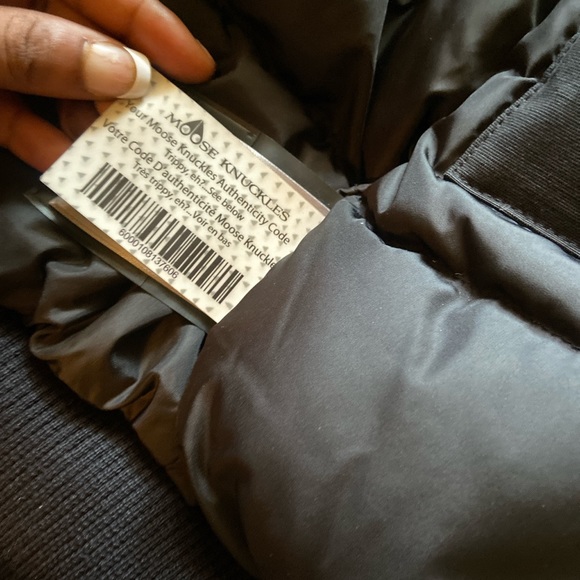 MOOSE KNUCKLES
Your Moose Knuckles Authenticity Code
Trippy, eh?...See below
Votre Code D'authenticité Moose Knuckles
Très trippy, eh?...Voir en bas
6000108137606